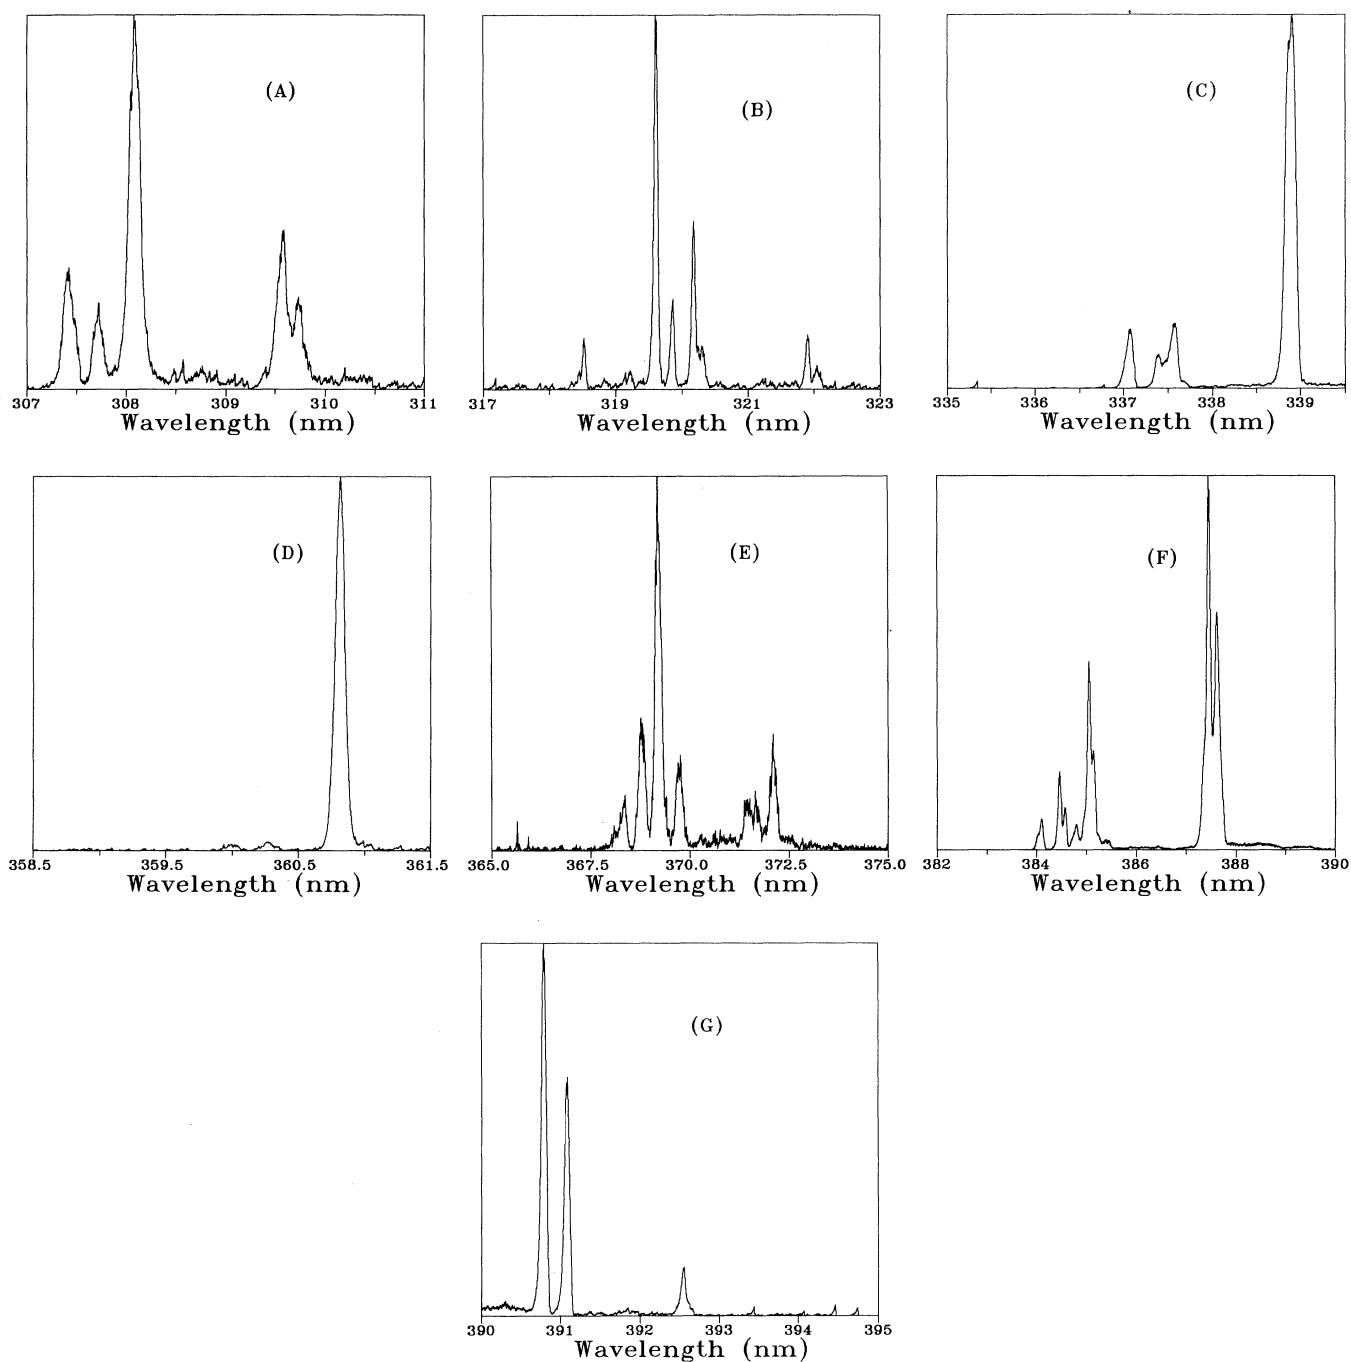 (A)
307 308 309 310 311
Wavelength (nm)
(B)
317 319 321 323
Wavelength (nm)
(C)
335 336 337 338 339
Wavelength (nm)
(D)
358.5 359.5 360.5 361.5
Wavelength (nm)
(E)
365.0 367.5 370.0 372.5 375.0
Wavelength (nm)
(F)
382 384 386 388 390
Wavelength (nm)
(G)
390 391 392 393 394 395
Wavelength (nm)